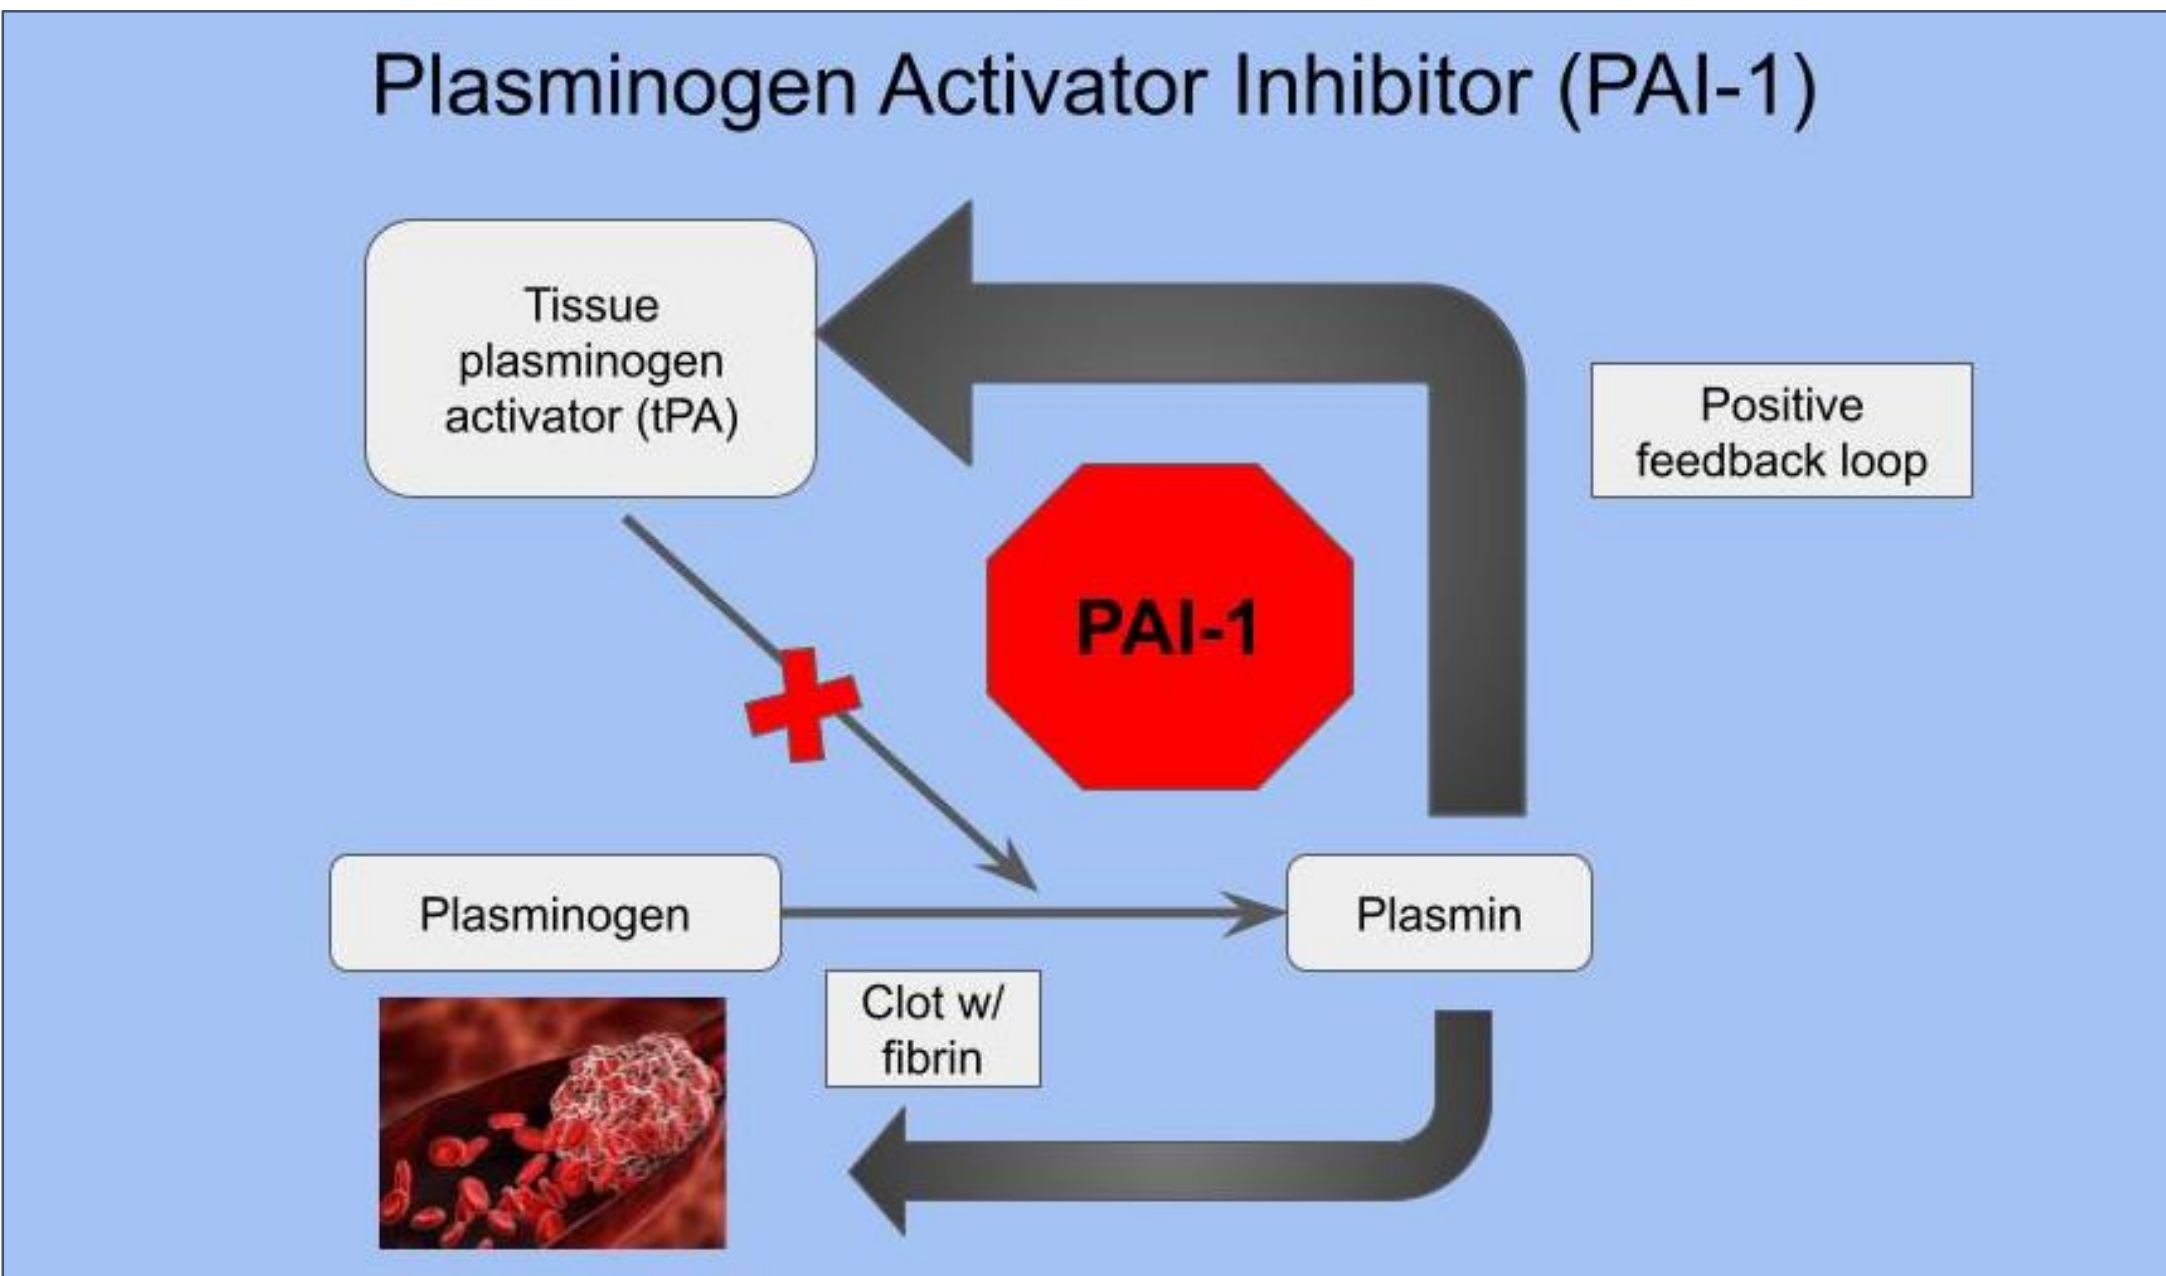 Plasminogen Activator Inhibitor (PAI-1)
Tissue
plasminogen
activator (tPA)
Positive
feedback loop
PAI-1
Plasminogen
Plasmin
Clot w/
fibrin